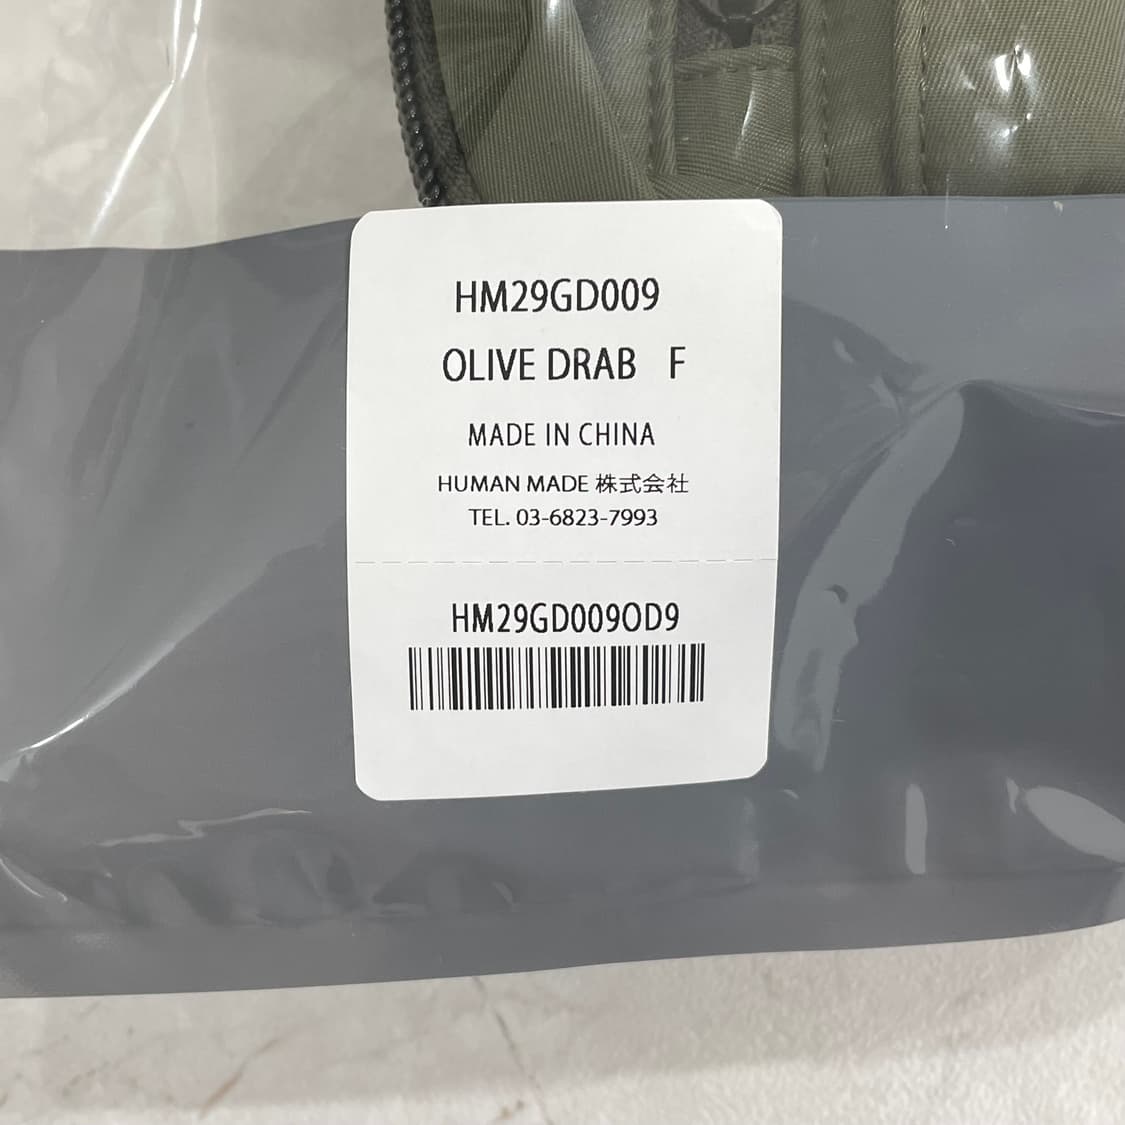 HM29GD009
OLIVE DRAB F
MADE IN CHINA
HUMAN MADE 株式会社
TEL. 03-6823-7993
HM29GD009OD9